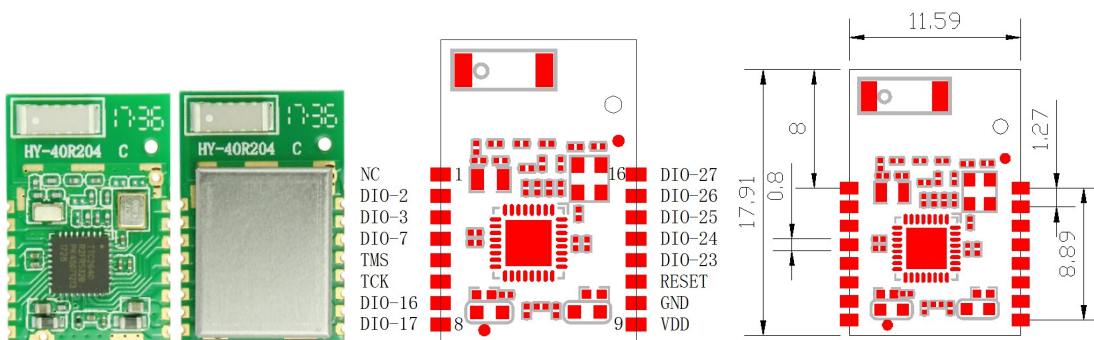 17-36
HY-40R204 C
17-36
HY-40R204 C
NC
DIO-2
DIO-3
DIO-7
TMS
TCK
DIO-16
DIO-17
1
8
16
9
DIO-27
DIO-26
DIO-25
DIO-24
DIO-23
RESET
GND
VDD
11.59
17.91
8
0.8
1.27
8.89